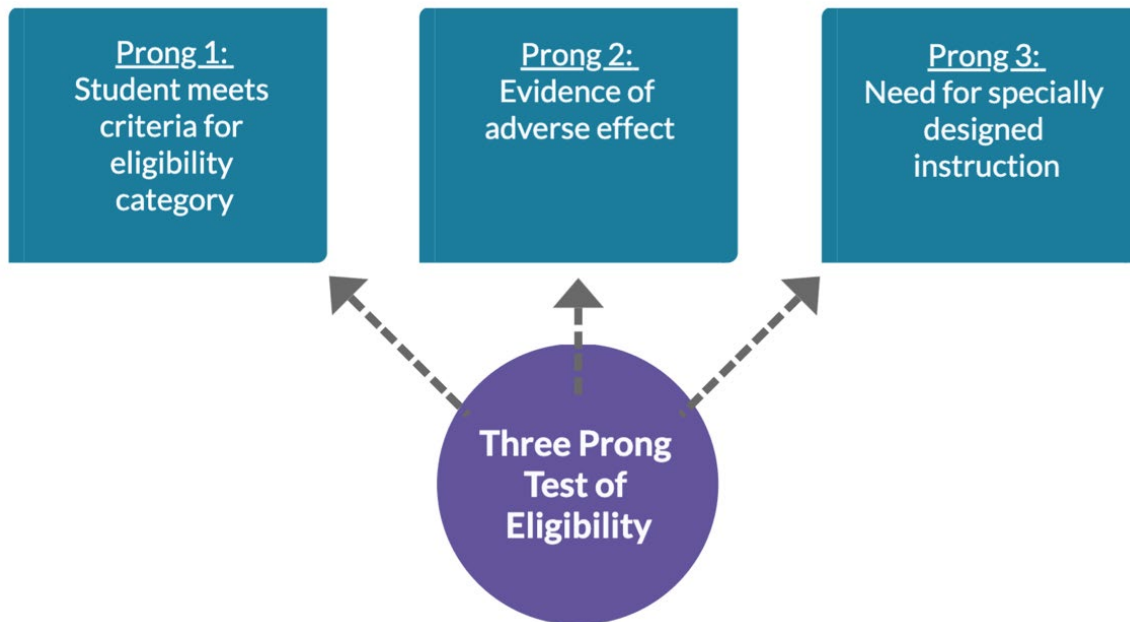 Prong 1:
Student meets
criteria for
eligibility
category
Prong 2:
Evidence of
adverse effect
Prong 3:
Need for specially
designed
instruction
Three Prong
Test of
Eligibility